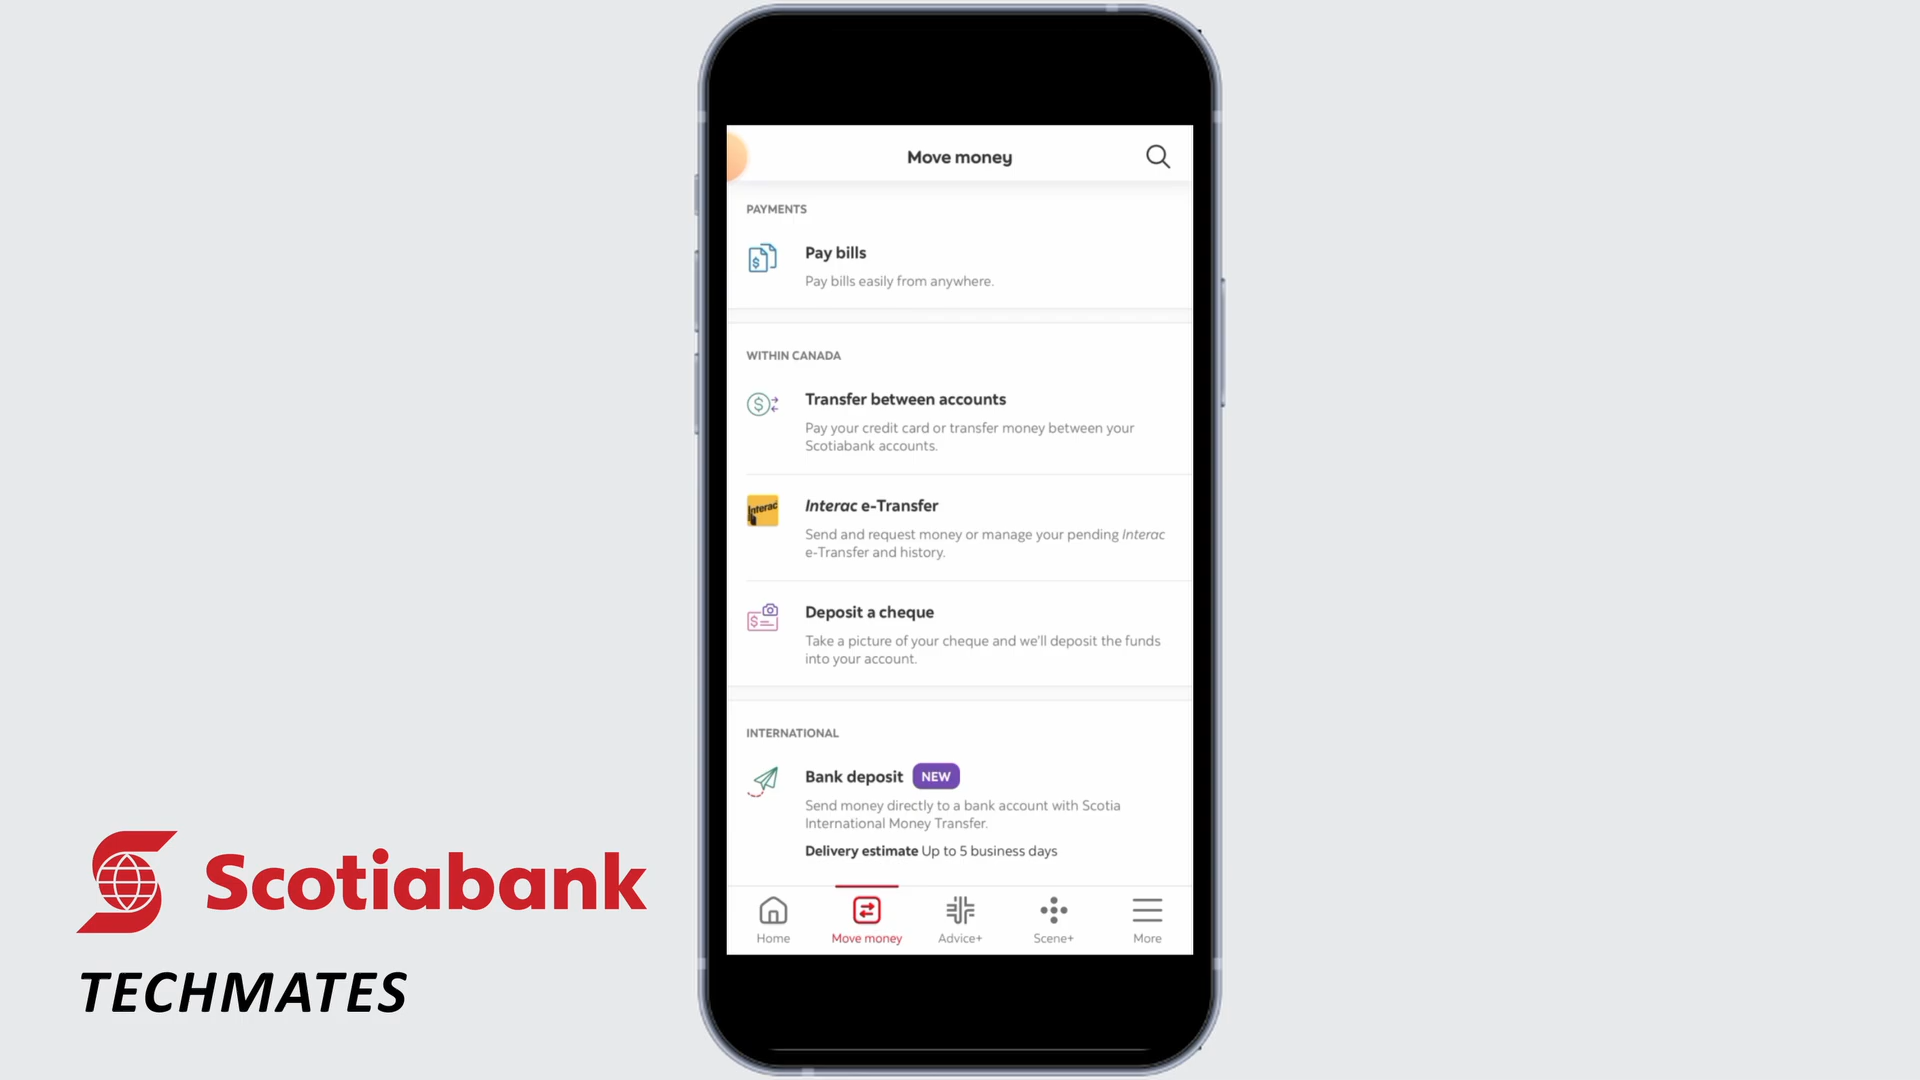 Move money
PAYMENTS
Pay bills
Pay bills easily from anywhere.
WITHIN CANADA
Transfer between accounts
Pay your credit card or transfer money between your
Scotiabank accounts.
Interac
Interac e-Transfer
Send and request money or manage your pending Interac
e-Transfer and history.
Deposit a cheque
Take a picture of your cheque and we'll deposit the funds
into your account.
INTERNATIONAL
Bank deposit NEW
Send money directly to a bank account with Scotia
International Money Transfer.
Delivery estimate Up to 5 business days
Home Move money Advice+ Scene+ More
Scotiabank
TECHMATES